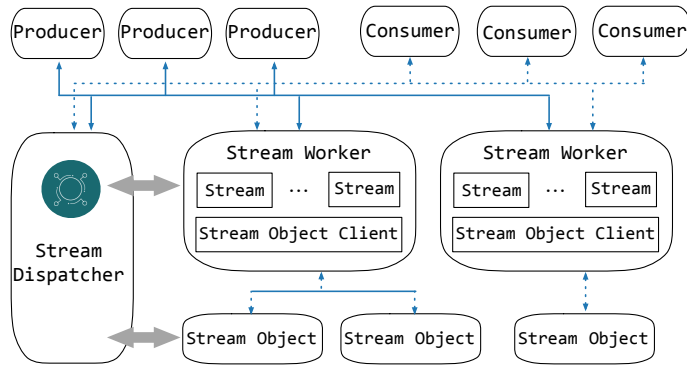 Producer Producer Producer Consumer Consumer Consumer
Stream Worker Stream Worker
Stream ... Stream Stream ... Stream
Stream Object Client Stream Object Client
Stream
Dispatcher
Stream Object Stream Object Stream Object